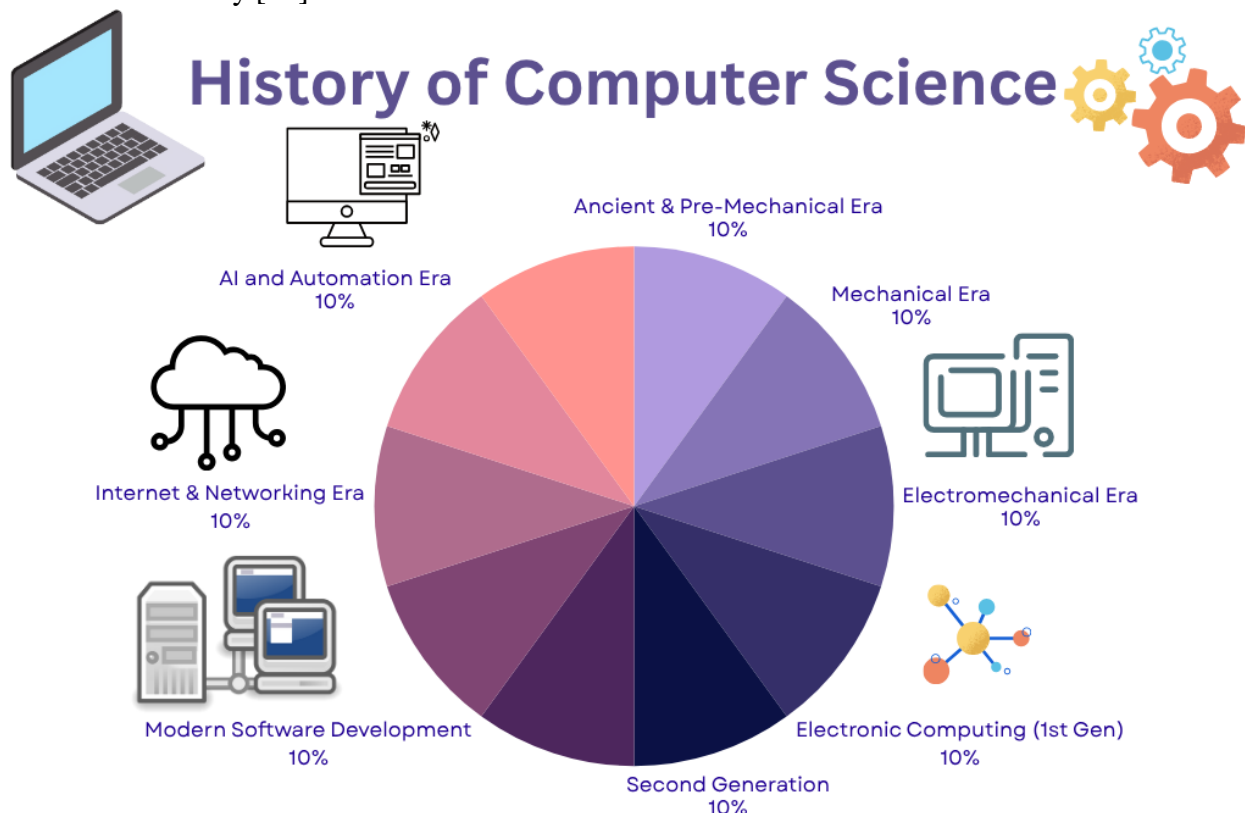 History of Computer Science
Ancient & Pre-Mechanical Era
10%
Mechanical Era
10%
Electromechanical Era
10%
Electronic Computing (1st Gen)
10%
Second Generation
10%
Modern Software Development
10%
Internet & Networking Era
10%
AI and Automation Era
10%